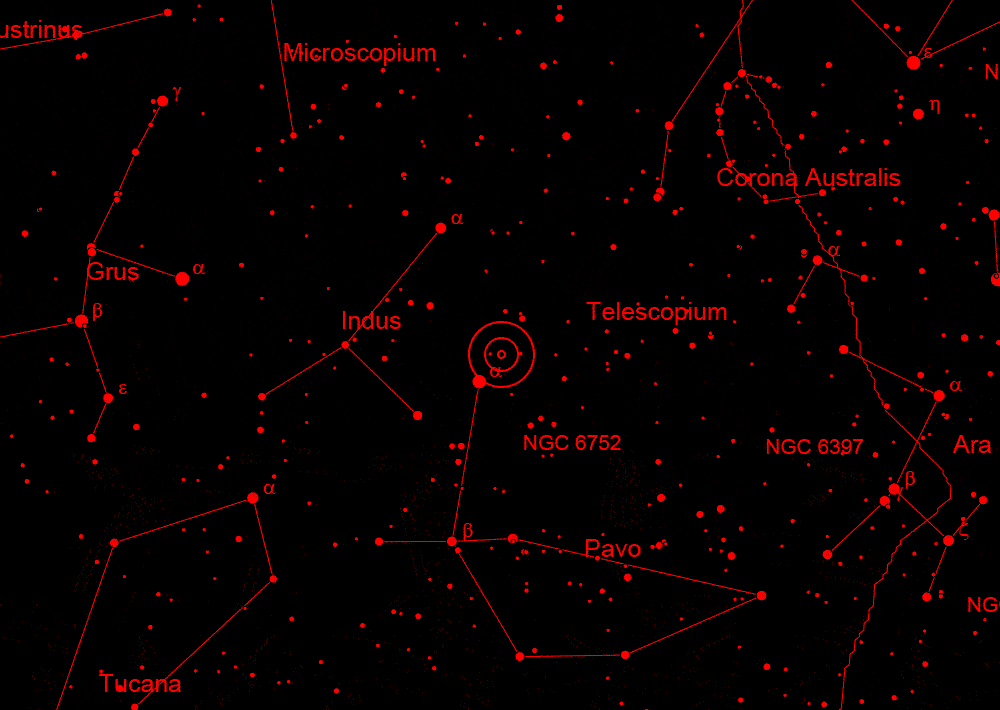 ustrinus
Microscopium
ε
N
γ
η
Corona Australis
α
α
α
Grus
β
Indus
Telescopium
α
ε
α
NGC 6752
NGC 6397
Ara
α
β
β
ζ
Pavo
NG
Tucana